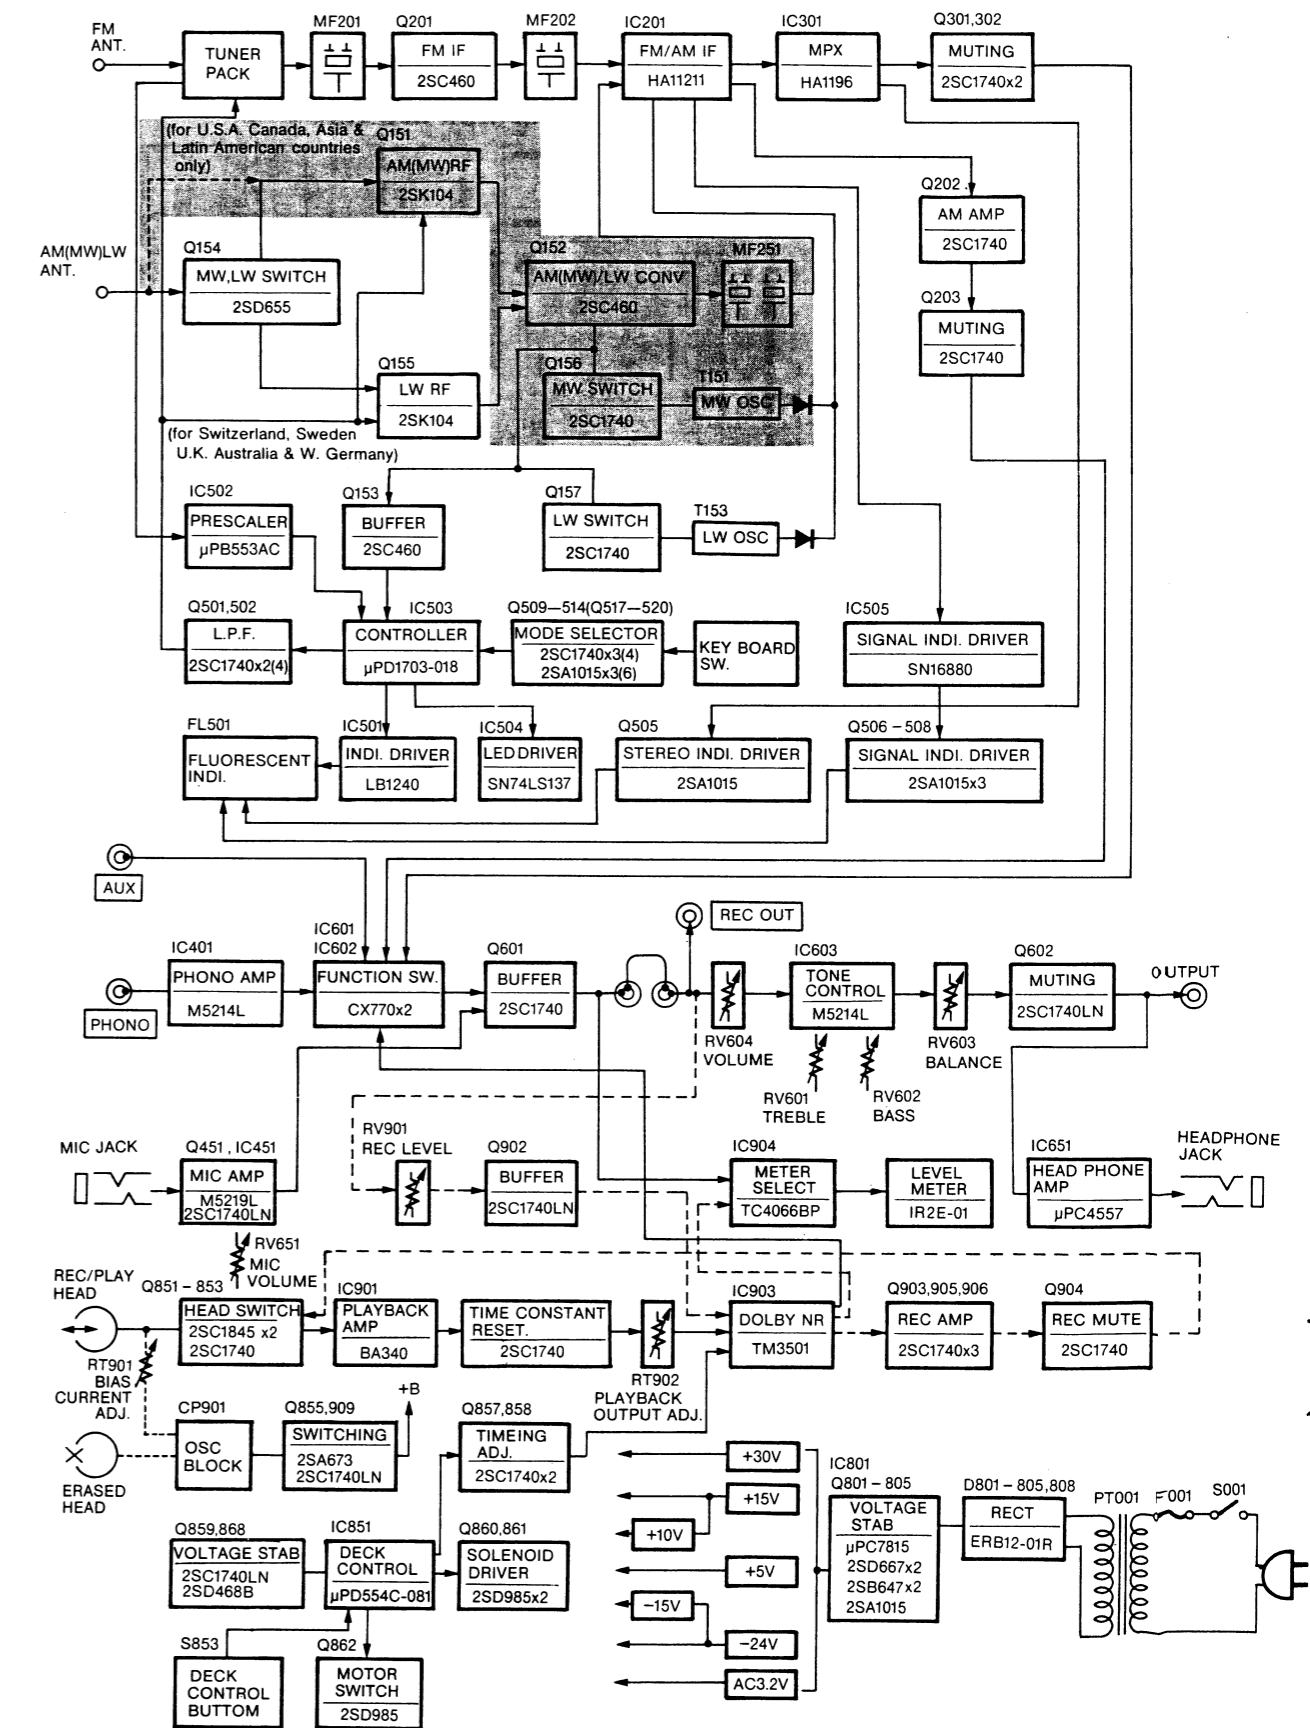 FM
ANT.
TUNER
PACK
MF201
Q201
FM IF
2SC460
MF202
IC201
FM/AM IF
HA11211
IC301
MPX
HA1196
Q301,302
MUTING
2SC1740x2
(for U.S.A. Canada, Asia &
Latin American countries
only)
Q151
AM(MW)RF
2SK104
Q202
AM AMP
2SC1740
AM(MW)LW
ANT.
Q154
MW,LW SWITCH
2SD655
Q152
AM(MW)/LW CONV
2SC460
MF251
Q203
MUTING
2SC1740
Q155
LW RF
2SK104
Q156
MW SWITCH
2SC1740
T151
MW OSC
(for Switzerland, Sweden
U.K. Australia & W. Germany)
IC502
PRESCALER
μPB553AC
Q153
BUFFER
2SC460
Q157
LW SWITCH
2SC1740
T153
LW OSC
Q501,502
L.P.F.
2SC1740x2(4)
IC503
CONTROLLER
μPD1703-018
Q509—514(Q517—520)
MODE SELECTOR
2SC1740x3(4)
2SA1015x3(6)
KEY BOARD
SW.
IC505
SIGNAL INDI. DRIVER
SN16880
FL501
FLUORESCENT
INDI.
IC501
INDI. DRIVER
LB1240
IC504
LED DRIVER
SN74LS137
Q505
STEREO INDI. DRIVER
2SA1015
Q506 – 508
SIGNAL INDI. DRIVER
2SA1015x3
AUX
REC OUT
IC401
PHONO AMP
M5214L
PHONO
IC601
IC602
FUNCTION SW.
CX770x2
Q601
BUFFER
2SC1740
RV604
VOLUME
IC603
TONE
CONTROL
M5214L
RV601
TREBLE
RV602
BASS
RV603
BALANCE
Q602
MUTING
2SC1740LN
OUTPUT
MIC JACK
Q451, IC451
MIC AMP
M5219L
2SC1740LN
RV651
MIC
VOLUME
RV901
REC LEVEL
Q902
BUFFER
2SC1740LN
IC904
METER
SELECT
TC4066BP
LEVEL
METER
IR2E-01
IC651
HEAD PHONE
AMP
μPC4557
HEADPHONE
JACK
REC/PLAY
HEAD
Q851 – 853
HEAD SWITCH
2SC1845 x2
2SC1740
IC901
PLAYBACK
AMP
BA340
TIME CONSTANT
RESET.
2SC1740
RT902
PLAYBACK
OUTPUT ADJ.
IC903
DOLBY NR
TM3501
Q903,905,906
REC AMP
2SC1740x3
Q904
REC MUTE
2SC1740
RT901
BIAS
CURRENT
ADJ.
ERASED
HEAD
CP901
OSC
BLOCK
Q855,909
SWITCHING
2SA673
2SC1740LN
+B
Q857,858
TIMEING
ADJ.
2SC1740x2
Q859,868
VOLTAGE STAB
2SC1740LN
2SD468B
IC851
DECK
CONTROL
μPD554C-081
Q860,861
SOLENOID
DRIVER
2SD985x2
S853
DECK
CONTROL
BUTTOM
Q862
MOTOR
SWITCH
2SD985
+30V
+15V
+10V
+5V
–15V
–24V
AC3.2V
IC801
Q801 – 805
VOLTAGE
STAB
μPC7815
2SD667x2
2SB647x2
2SA1015
D801 – 805,808
RECT
ERB12-01R
PT001
F001
S001